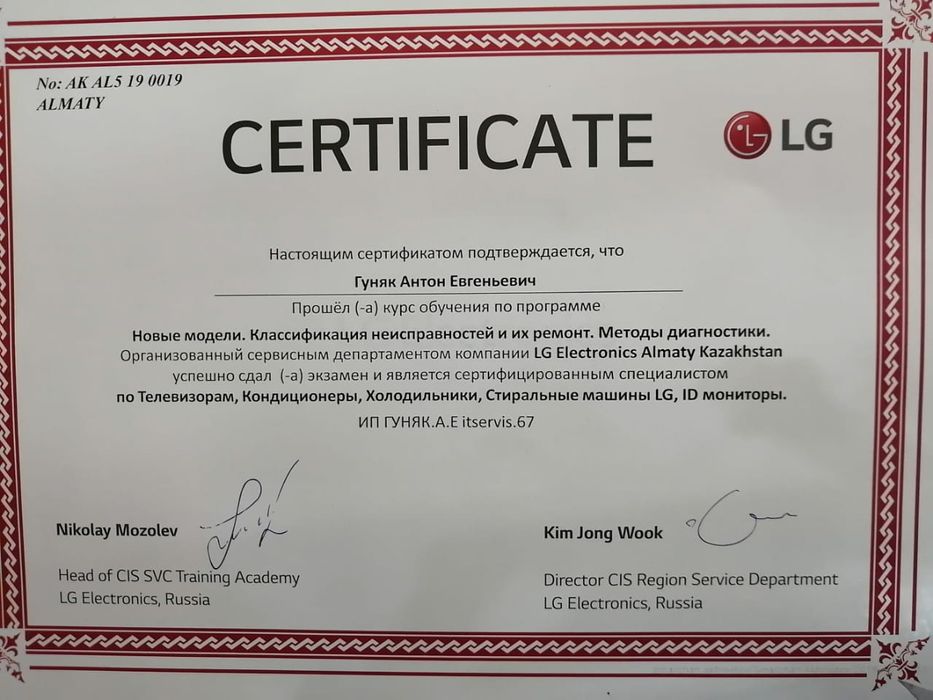 No: AK AL5 19 0019
ALMATY
CERTIFICATE
LG
Настоящим сертификатом подтверждается, что
Гуняк Антон Евгеньевич
Прошёл (-а) курс обучения по программе
Новые модели. Классификация неисправностей и их ремонт. Методы диагностики.
Организованный сервисным департаментом компании LG Electronics Almaty Kazakhstan
успешно сдал (-а) экзамен и является сертифицированным специалистом
по Телевизорам, Кондиционеры, Холодильники, Стиральные машины LG, ID мониторы.
ИП ГУНЯК.А.Е itservis.67
Nikolay Mozolev
Head of CIS SVC Training Academy
LG Electronics, Russia
Kim Jong Wook
Director CIS Region Service Department
LG Electronics, Russia